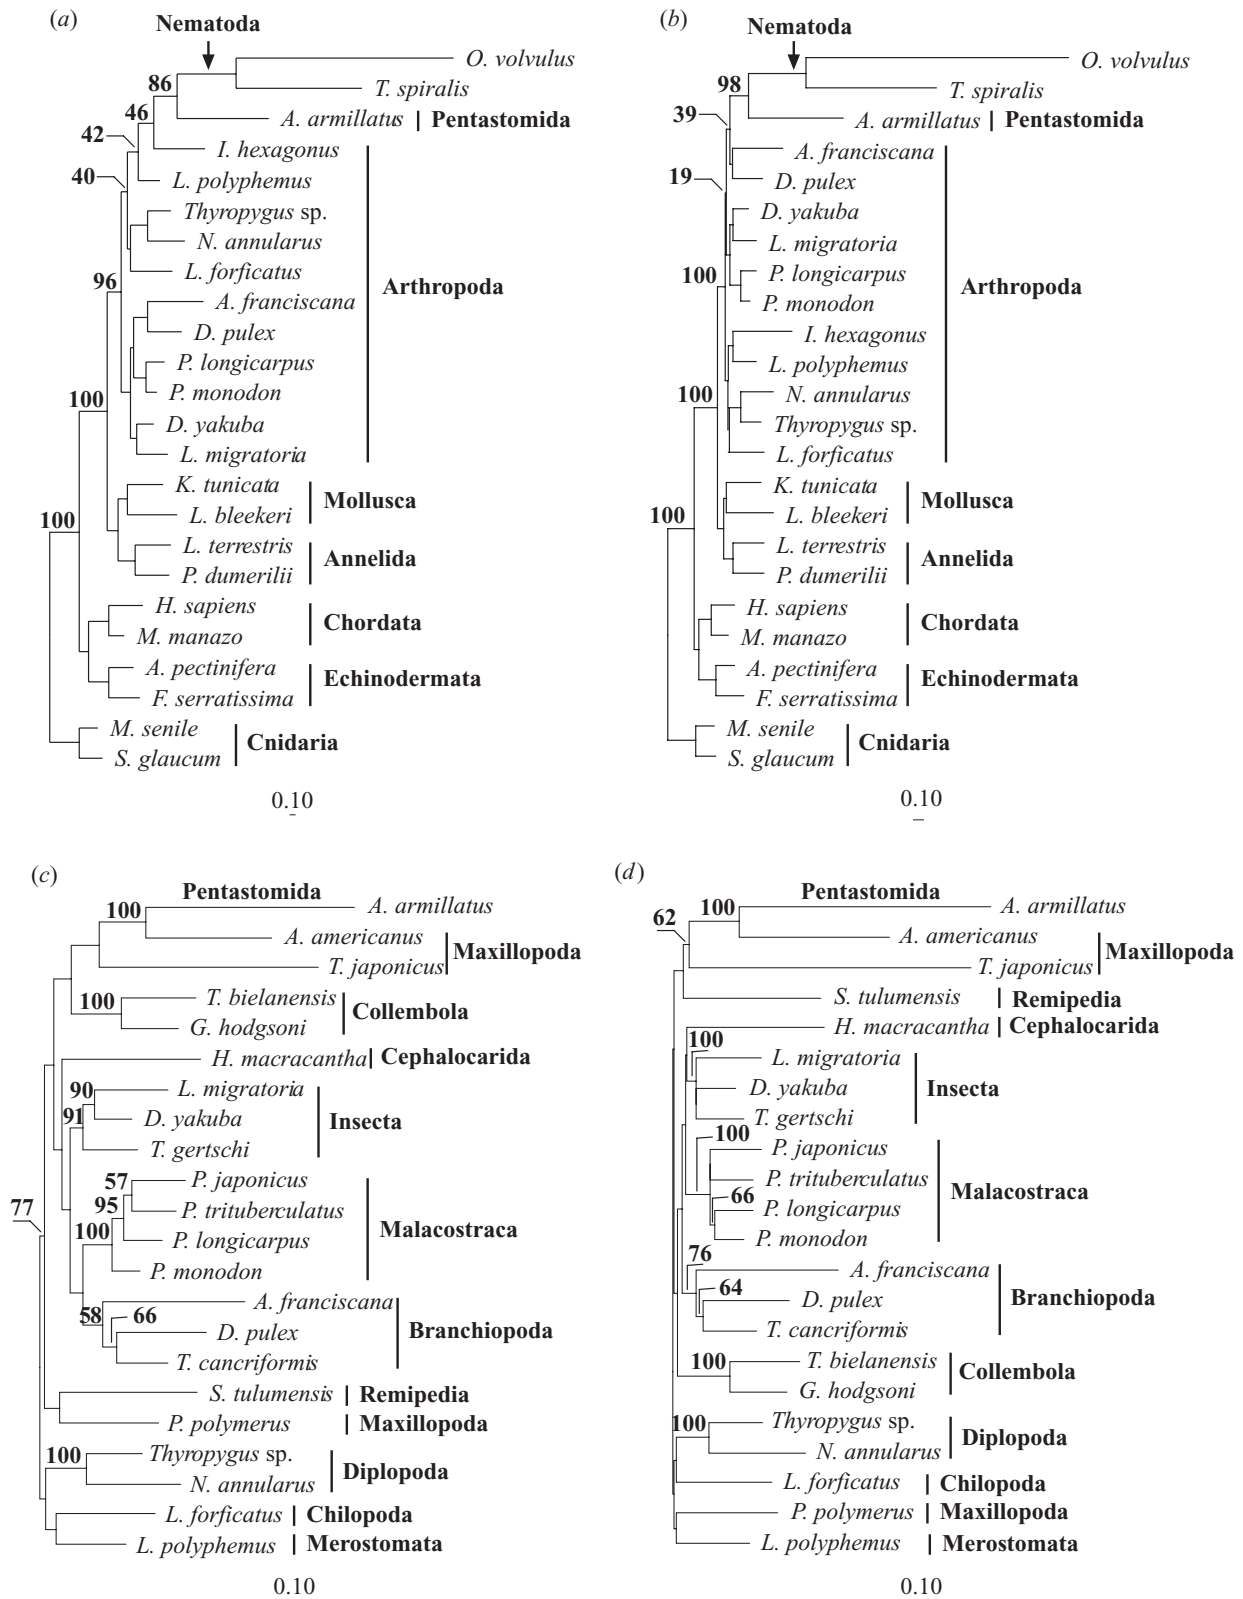 (a)
Nematoda
O. volvulus
86
T. spiralis
46
A. armillatus | Pentastomida
42
I. hexagonus
40
L. polyphemus
Thyropygus sp.
N. annularus
L. forficatus
96
Arthropoda
A. franciscana
D. pulex
P. longicarpus
P. monodon
100
D. yakuba
L. migratoria
K. tunicata
Mollusca
L. bleekeri
100
L. terrestris
Annelida
P. dumerilii
H. sapiens
Chordata
M. manazo
A. pectinifera
Echinodermata
F. serratissima
M. senile
Cnidaria
S. glaucum
0.10
(b)
Nematoda
O. volvulus
98
T. spiralis
39
A. armillatus | Pentastomida
A. franciscana
19
D. pulex
D. yakuba
L. migratoria
100
P. longicarpus
Arthropoda
P. monodon
I. hexagonus
L. polyphemus
100
N. annularus
Thyropygus sp.
L. forficatus
K. tunicata
Mollusca
L. bleekeri
100
L. terrestris
Annelida
P. dumerilii
H. sapiens
Chordata
M. manazo
A. pectinifera
Echinodermata
F. serratissima
M. senile
Cnidaria
S. glaucum
0.10
(c)
Pentastomida
100
A. armillatus
A. americanus
Maxillopoda
T. japonicus
100
T. bielanensis
Collembola
G. hodgsoni
H. macracantha | Cephalocarida
90
L. migratoria
91
D. yakuba
Insecta
T. gertschi
57
P. japonicus
77
95
P. trituberculatus
Malacostraca
100
P. longicarpus
P. monodon
58
66
A. franciscana
D. pulex
Branchiopoda
T. cancriformis
S. tulumensis | Remipedia
P. polymerus | Maxillopoda
100
Thyropygus sp.
Diplopoda
N. annularus
L. forficatus | Chilopoda
L. polyphemus | Merostomata
0.10
(d)
Pentastomida
62
100
A. armillatus
A. americanus
Maxillopoda
T. japonicus
S. tulumensis | Remipedia
H. macracantha | Cephalocarida
100
L. migratoria
D. yakuba
Insecta
T. gertschi
100
P. japonicus
P. trituberculatus
Malacostraca
66
P. longicarpus
P. monodon
76
A. franciscana
64
D. pulex
Branchiopoda
T. cancriformis
100
T. bielanensis
Collembola
G. hodgsoni
100
Thyropygus sp.
Diplopoda
N. annularus
L. forficatus | Chilopoda
P. polymerus | Maxillopoda
L. polyphemus | Merostomata
0.10